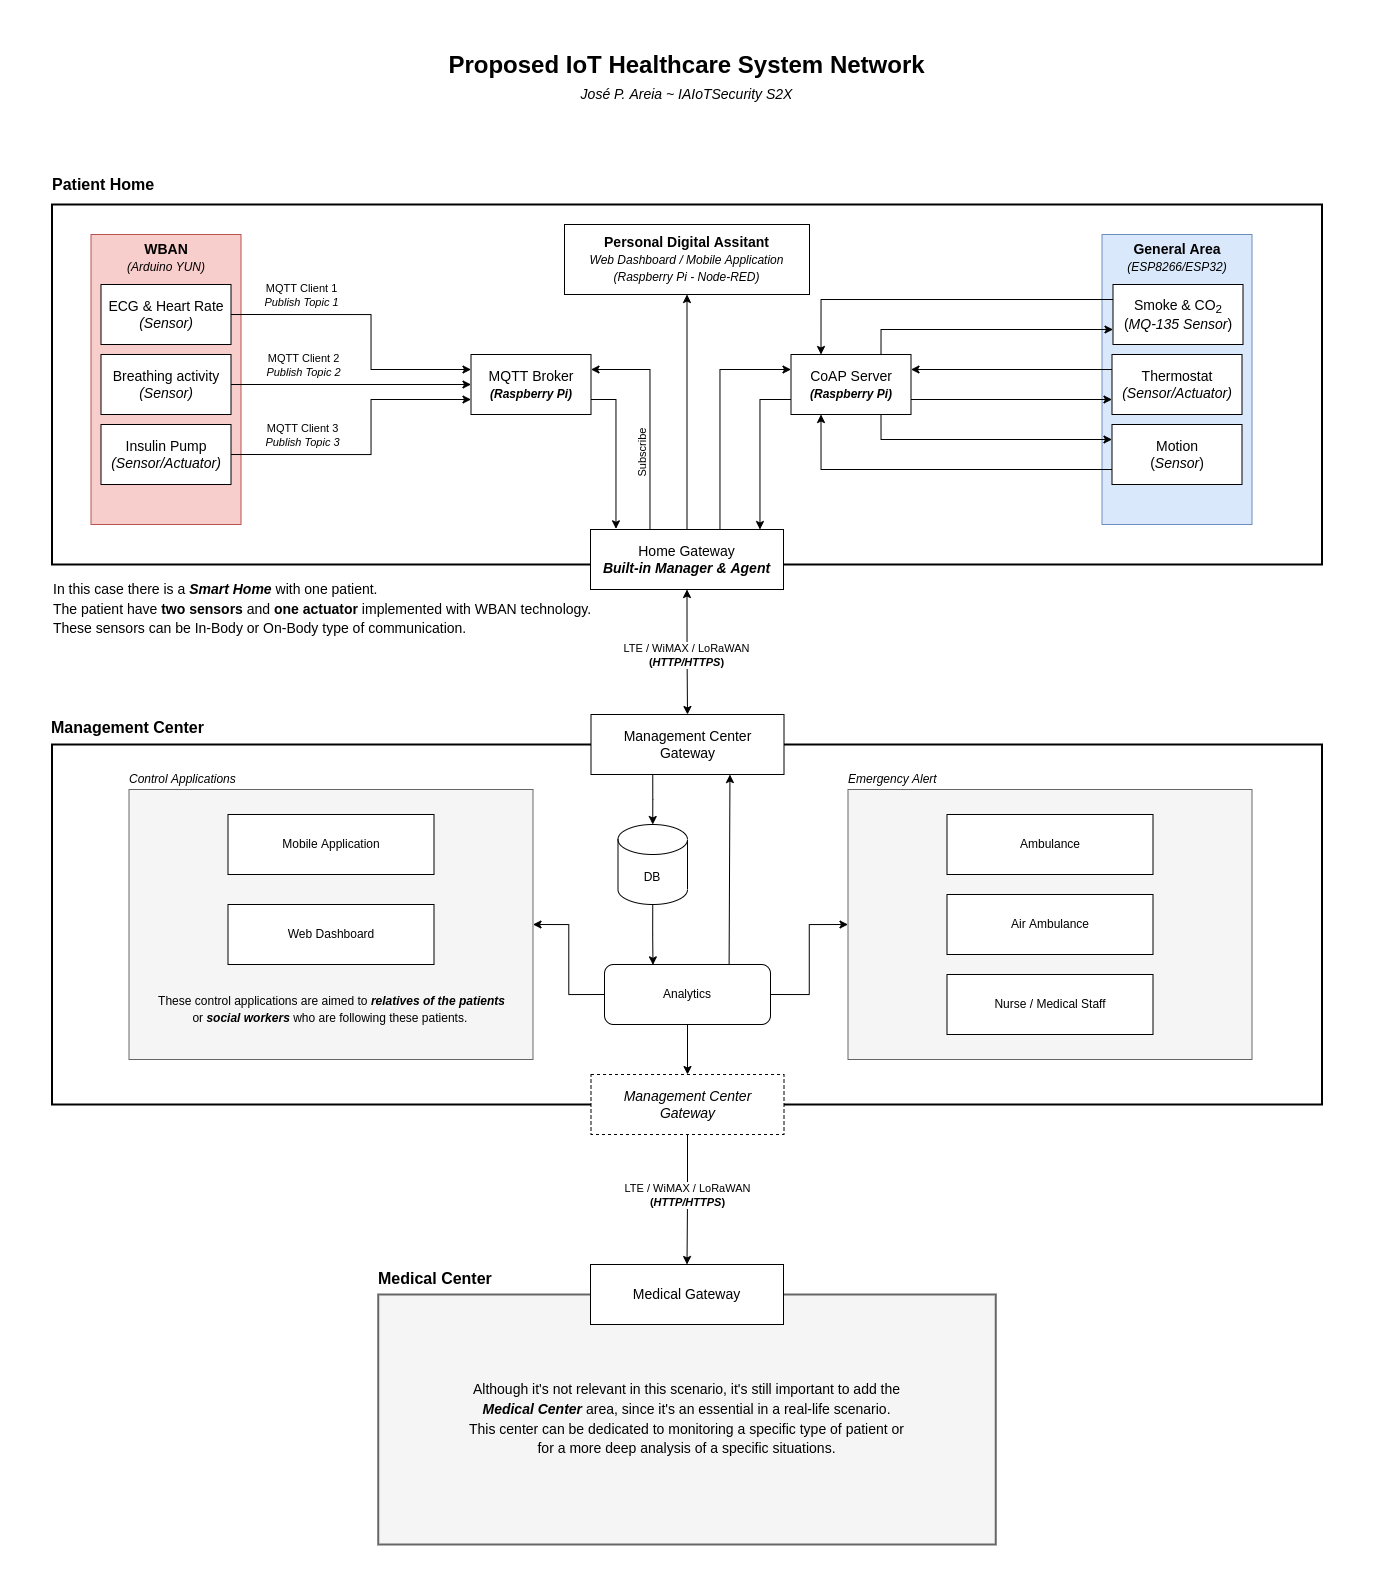 Proposed IoT Healthcare System Network
José P. Areia ~ IAIoTSecurity S2X
Patient Home
WBAN
(Arduino YUN)
ECG & Heart Rate
(Sensor)
Breathing activity
(Sensor)
Insulin Pump
(Sensor/Actuator)
MQTT Client 1
Publish Topic 1
MQTT Client 2
Publish Topic 2
MQTT Client 3
Publish Topic 3
MQTT Broker
(Raspberry Pi)
Subscribe
Personal Digital Assitant
Web Dashboard / Mobile Application
(Raspberry Pi - Node-RED)
CoAP Server
(Raspberry Pi)
General Area
(ESP8266/ESP32)
Smoke & CO2
(MQ-135 Sensor)
Thermostat
(Sensor/Actuator)
Motion
(Sensor)
Home Gateway
Built-in Manager & Agent
In this case there is a Smart Home with one patient.
The patient have two sensors and one actuator implemented with WBAN technology.
These sensors can be In-Body or On-Body type of communication.
LTE / WiMAX / LoRaWAN
(HTTP/HTTPS)
Management Center
Management Center
Gateway
Control Applications
Mobile Application
Web Dashboard
These control applications are aimed to relatives of the patients
or social workers who are following these patients.
DB
Analytics
Emergency Alert
Ambulance
Air Ambulance
Nurse / Medical Staff
Management Center
Gateway
LTE / WiMAX / LoRaWAN
(HTTP/HTTPS)
Medical Center
Medical Gateway
Although it's not relevant in this scenario, it's still important to add the
Medical Center area, since it's an essential in a real-life scenario.
This center can be dedicated to monitoring a specific type of patient or
for a more deep analysis of a specific situations.